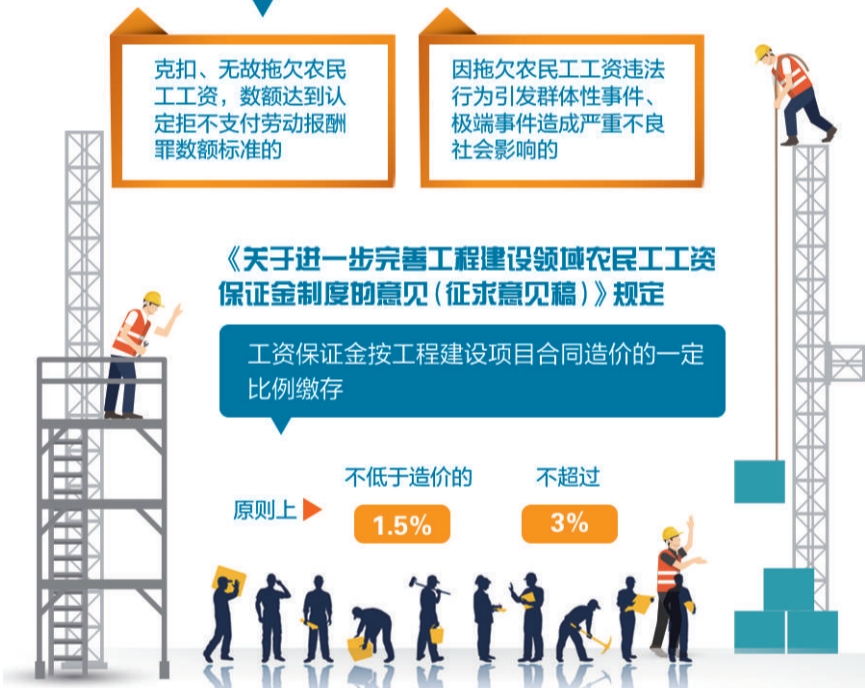 克扣、无故拖欠农民
工工资，数额达到认
定拒不支付劳动报酬
罪数额标准的
因拖欠农民工工资违法
行为引发群体性事件、
极端事件造成严重不良
社会影响的
《关于进一步完善工程建设领域农民工工资
保证金制度的意见（征求意见稿）》规定
工资保证金按工程建设项目合同造价的一定
比例缴存
原则上
不低于造价的
1.5%
不超过
3%